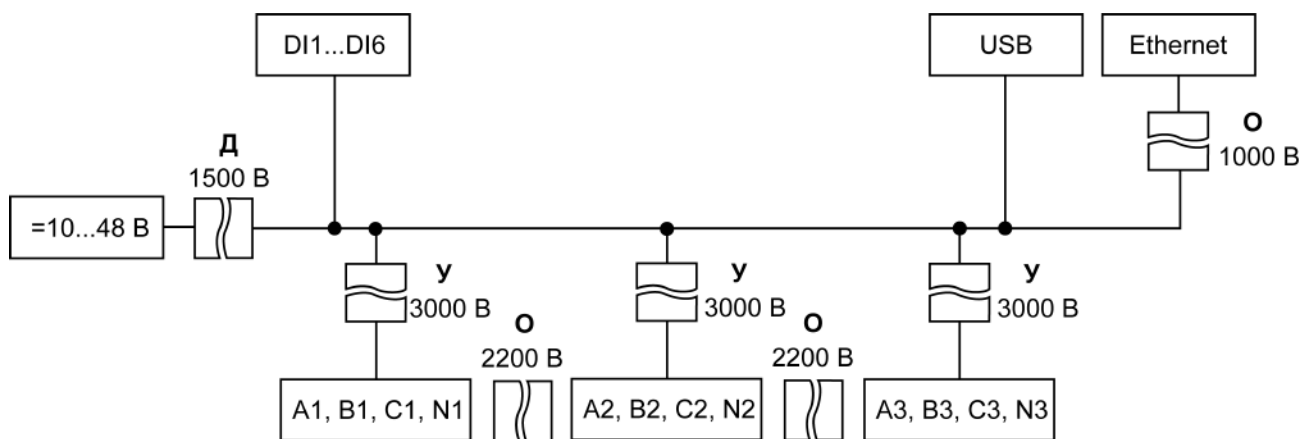 DI1...DI6
USB
Ethernet
Д
1500 В
О
1000 В
=10...48 В
У
3000 В
У
3000 В
У
3000 В
О
2200 В
О
2200 В
A1, B1, C1, N1
A2, B2, C2, N2
A3, B3, C3, N3